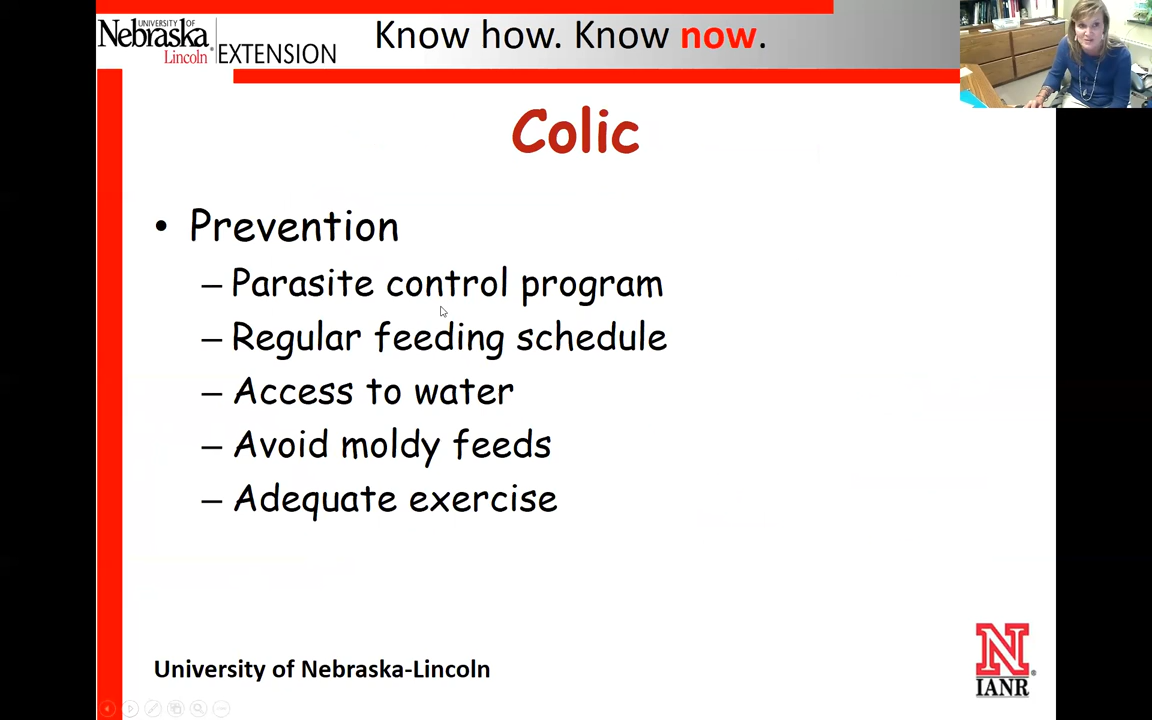 UNIVERSITY OF
Nebraska
Lincoln
EXTENSION
Know how. Know now.
Colic
• Prevention
– Parasite control program
– Regular feeding schedule
– Access to water
– Avoid moldy feeds
– Adequate exercise
University of Nebraska-Lincoln
N
IANR